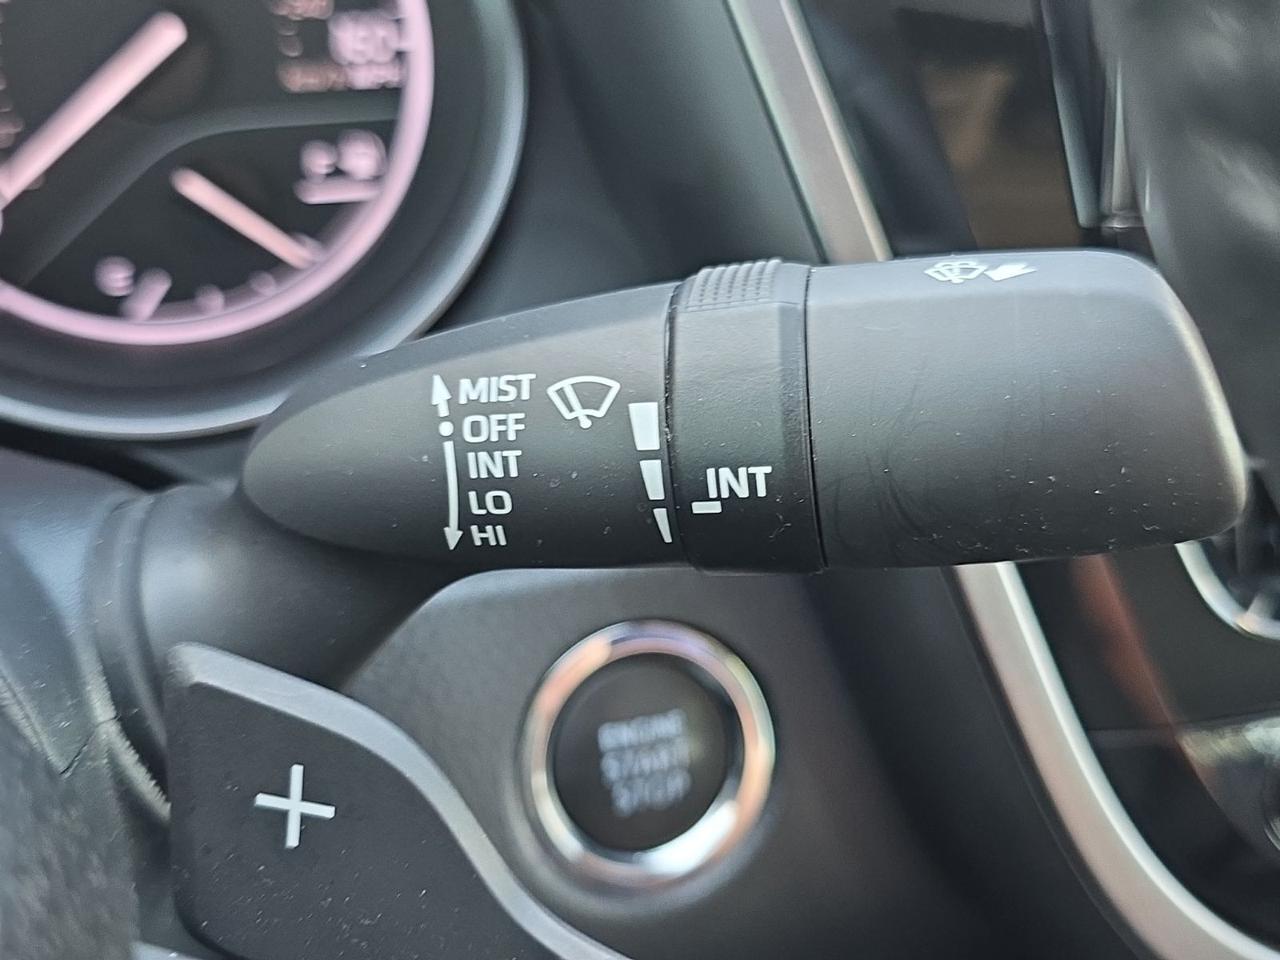 MIST
OFF
INT
LO
HI
INT
ENGINE
START
STOP
+